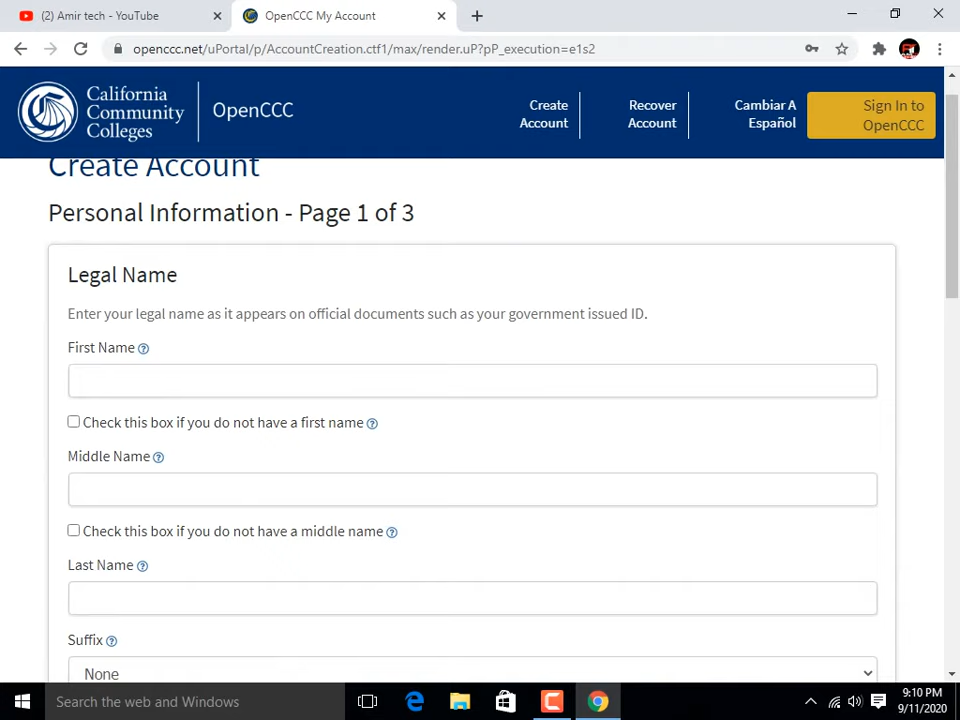 (2) Amir tech - YouTube
OpenCCC My Account
openccc.net/uPortal/p/AccountCreation.ctf1/max/render.uP?pP_execution=e1s2
California
Community
Colleges
OpenCCC
Create
Account
Recover
Account
Cambiar A
Español
Sign In to
OpenCCC
Create Account
Personal Information - Page 1 of 3
Legal Name
Enter your legal name as it appears on official documents such as your government issued ID.
First Name
Check this box if you do not have a first name
Middle Name
Check this box if you do not have a middle name
Last Name
Suffix
None
Search the web and Windows
9:10 PM
9/11/2020